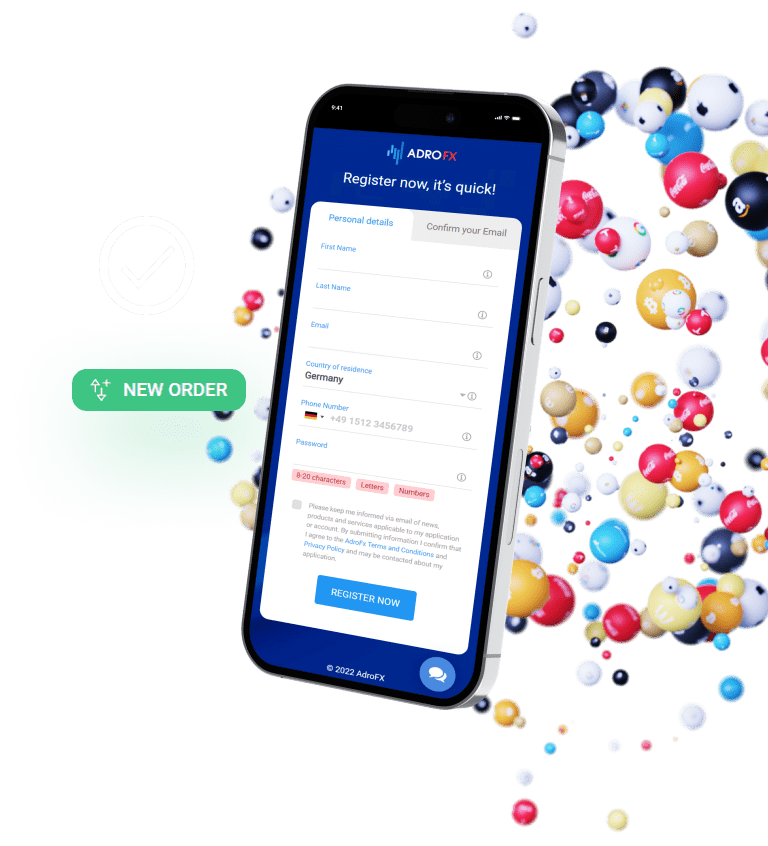 9:41
ADROFX
Register now, it's quick!
Personal details
Confirm your Email
First Name
Last Name
Email
Country of residence
Germany
Phone Number
+49 1512 3456789
Password
8-20 characters
Letters
Numbers
Please keep me informed via email of news,
products and services applicable to my application
or account. By submitting information I confirm that
I agree to the AdroFx Terms and Conditions and
Privacy Policy and may be contacted about my
application.
REGISTER NOW
© 2022 AdroFX
NEW ORDER
Coca-Cola